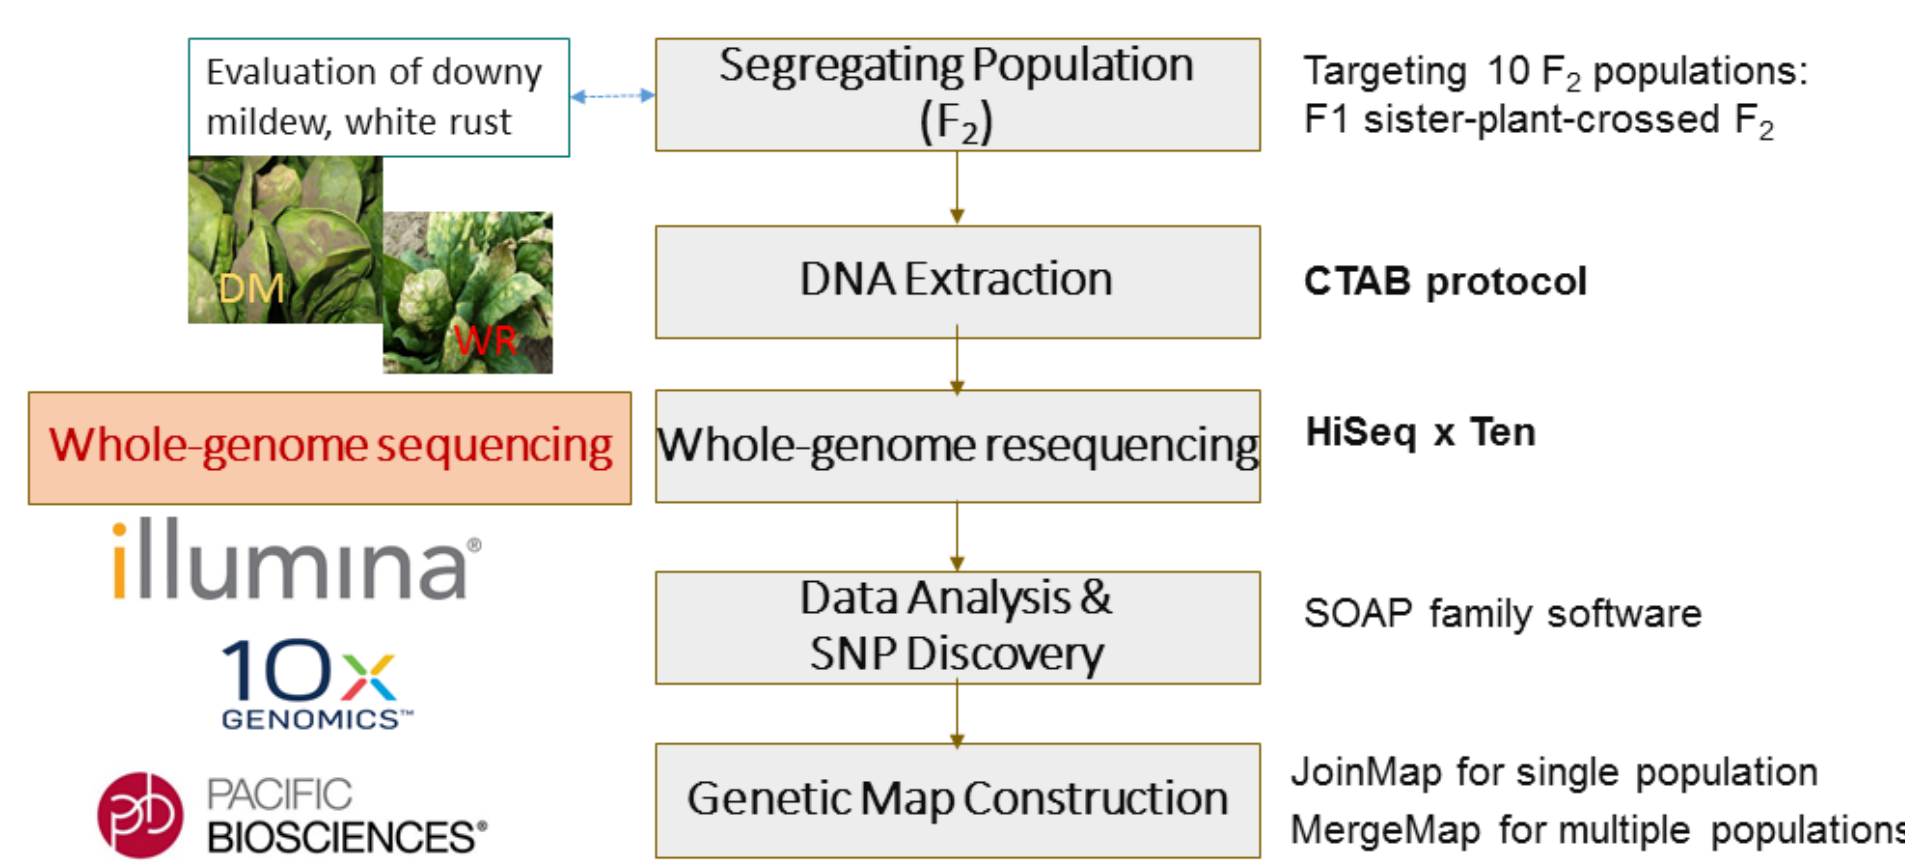 Evaluation of downy
mildew, white rust
Segregating Population
(F₂)
Targeting 10 F₂ populations:
F1 sister-plant-crossed F₂
DM
WR
DNA Extraction
CTAB protocol
Whole-genome sequencing
Whole-genome resequencing
HiSeq x Ten
illumina®
Data Analysis &
SNP Discovery
SOAP family software
10x
GENOMICS™
Genetic Map Construction
JoinMap for single population
MergeMap for multiple populations
pb
PACIFIC
BIOSCIENCES®